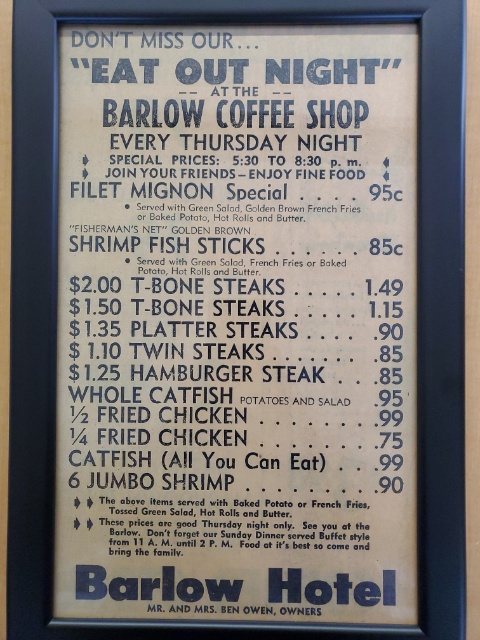 DON'T MISS OUR...
"EAT OUT NIGHT"
-- AT THE --
BARLOW COFFEE SHOP
EVERY THURSDAY NIGHT
SPECIAL PRICES: 5:30 TO 8:30 p. m.
JOIN YOUR FRIENDS — ENJOY FINE FOOD
FILET MIGNON Special . . . . 95c
• Served with Green Salad, Golden Brown French Fries
or Baked Potato, Hot Rolls and Butter.
"FISHERMAN'S NET" GOLDEN BROWN
SHRIMP FISH STICKS . . . . . . 85c
• Served with Green Salad, French Fries or Baked
Potato, Hot Rolls and Butter.
$2.00 T-BONE STEAKS . . . . . 1.49
$1.50 T-BONE STEAKS . . . . . 1.15
$1.35 PLATTER STEAKS . . . . .90
$1.10 TWIN STEAKS . . . . . . . .85
$1.25 HAMBURGER STEAK . . .85
WHOLE CATFISH POTATOES AND SALAD .95
½ FRIED CHICKEN . . . . . . . . .99
¼ FRIED CHICKEN . . . . . . . . .75
CATFISH (All You Can Eat) . . .99
6 JUMBO SHRIMP . . . . . . . . .90
The above items served with Baked Potato or French Fries,
Tossed Green Salad, Hot Rolls and Butter.
These prices are good Thursday night only. See you at the
Barlow. Don't forget our Sunday Dinner served Buffet style
from 11 A. M. until 2 P. M. Food at it's best so come and
bring the family.
Barlow Hotel
MR. AND MRS. BEN OWEN, OWNERS